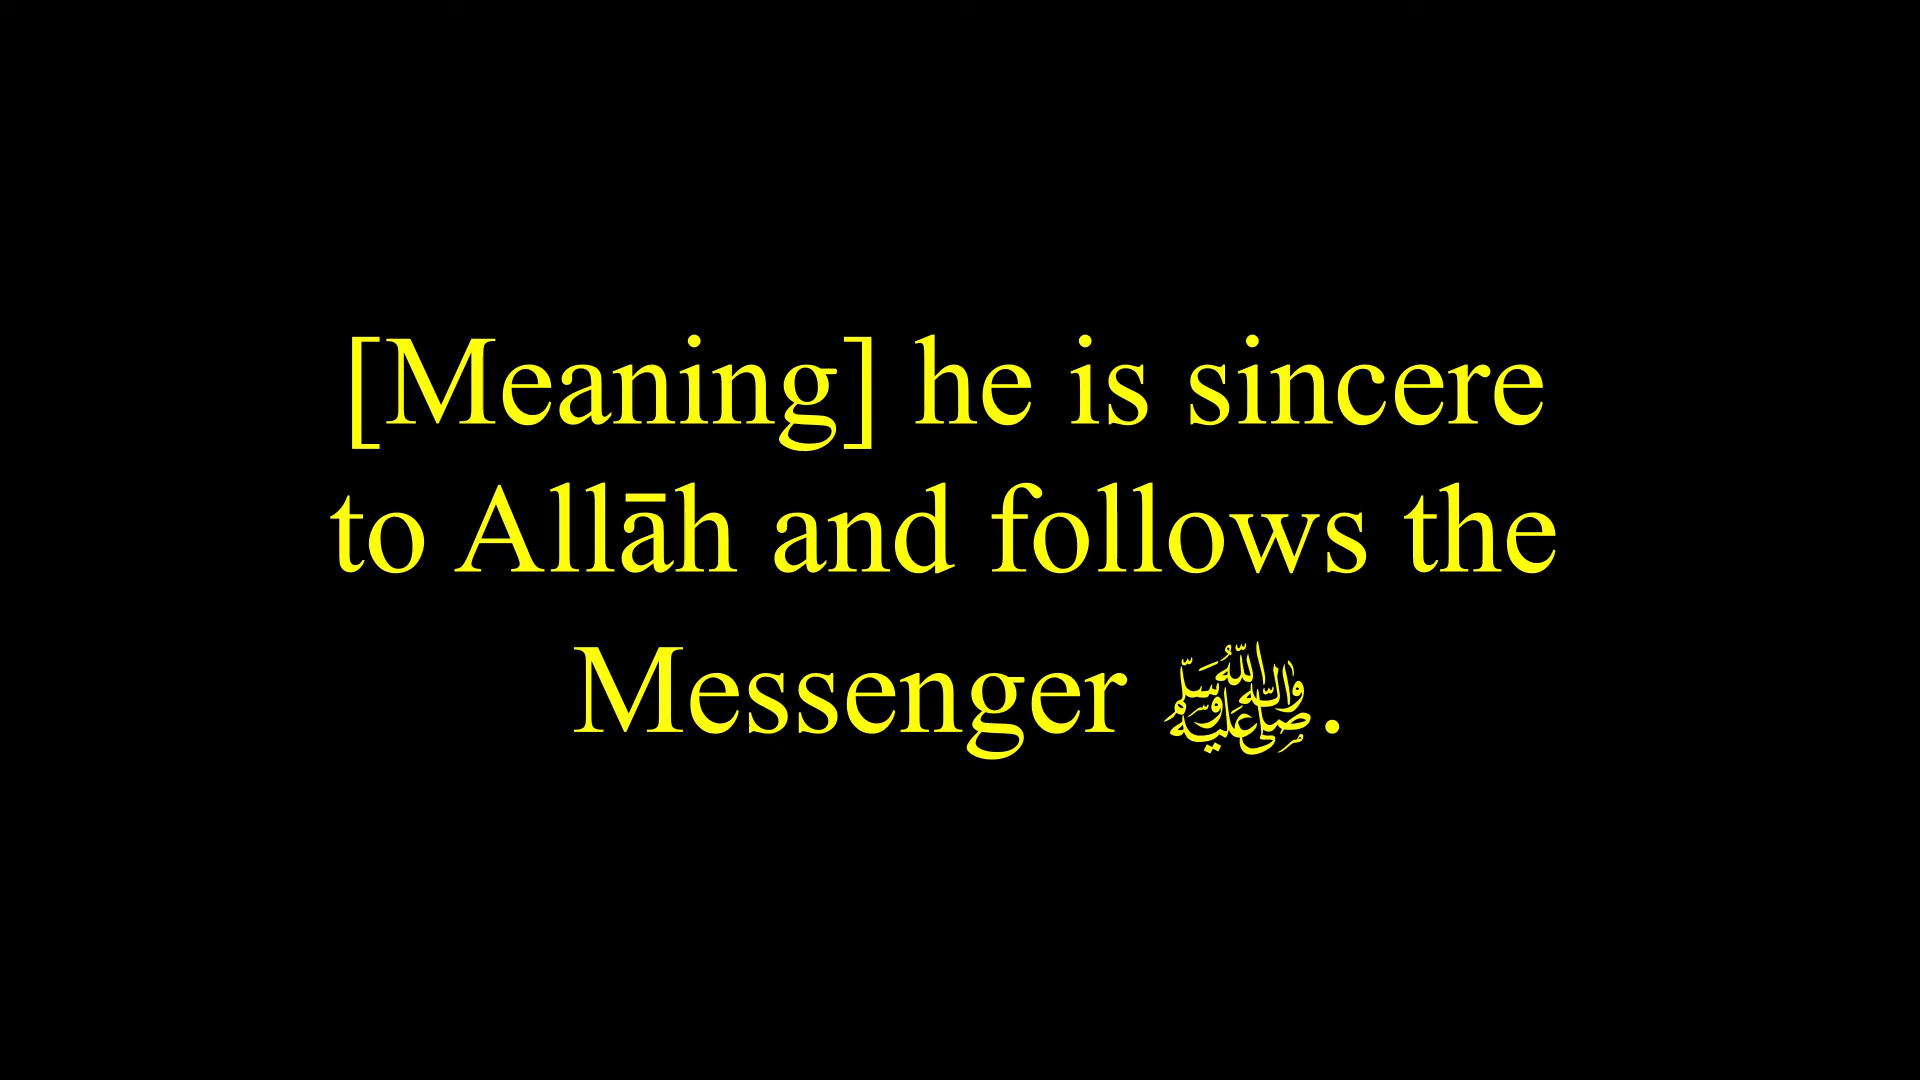 [Meaning] he is sincere
to Allāh and follows the
Messenger ﷺ.